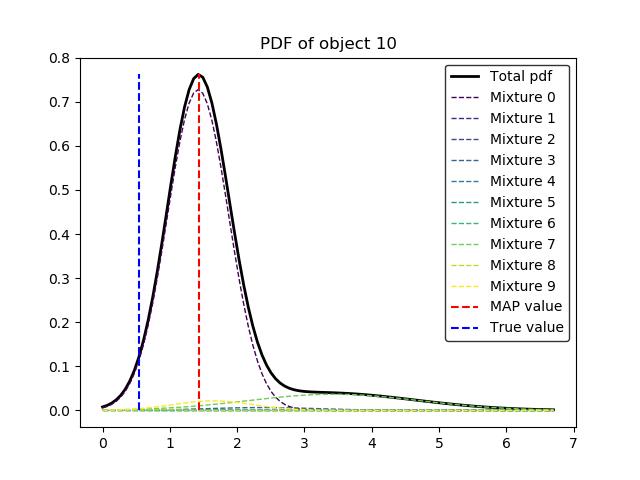 PDF of object 10
0.8
0.7
0.6
0.5
0.4
0.3
0.2
0.1
0.0
0 1 2 3 4 5 6 7
Total pdf
Mixture 0
Mixture 1
Mixture 2
Mixture 3
Mixture 4
Mixture 5
Mixture 6
Mixture 7
Mixture 8
Mixture 9
MAP value
True value